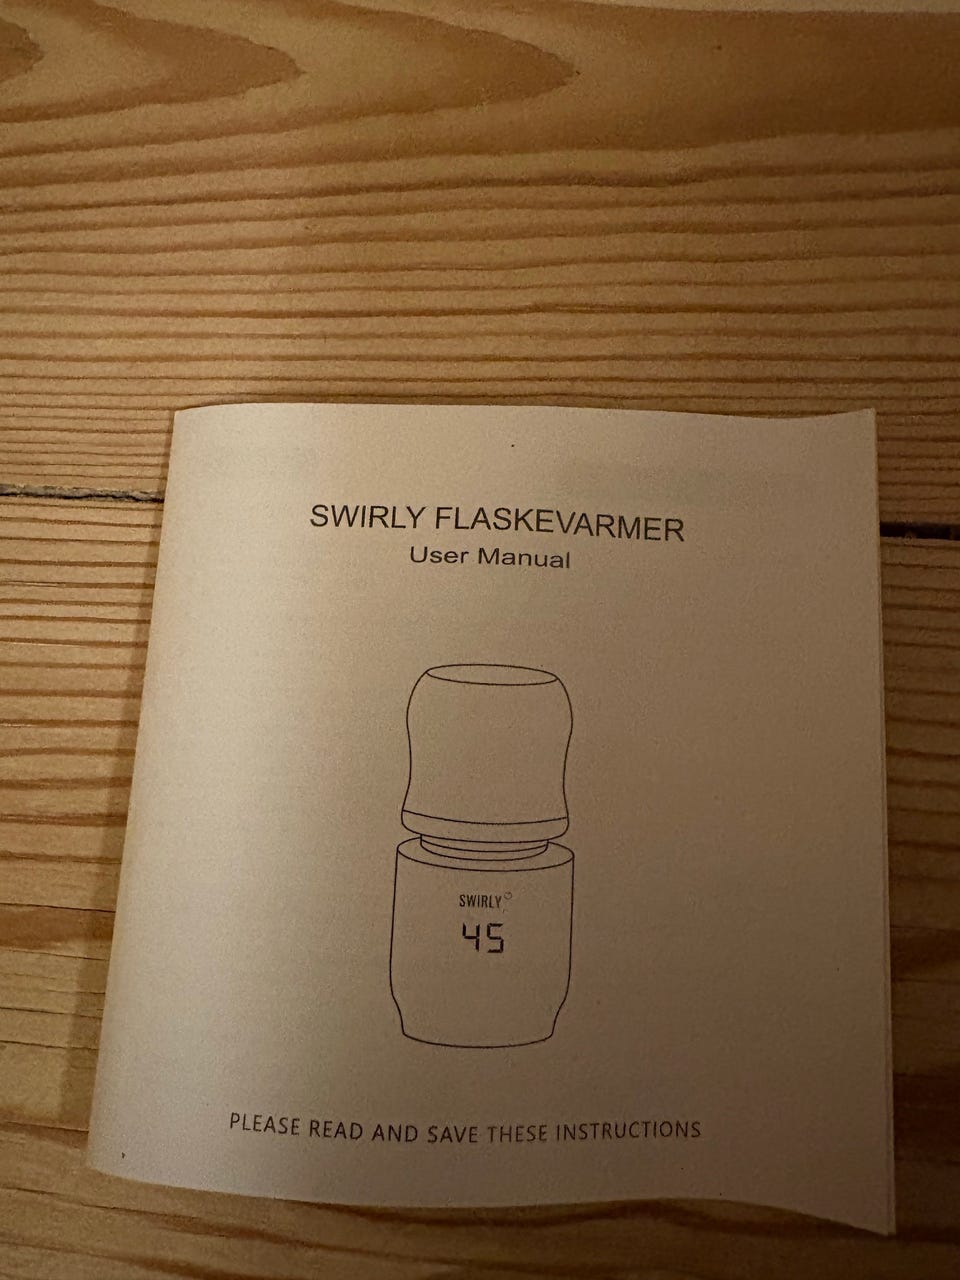 SWIRLY FLASKEVARMER
User Manual
SWIRLY
45
PLEASE READ AND SAVE THESE INSTRUCTIONS